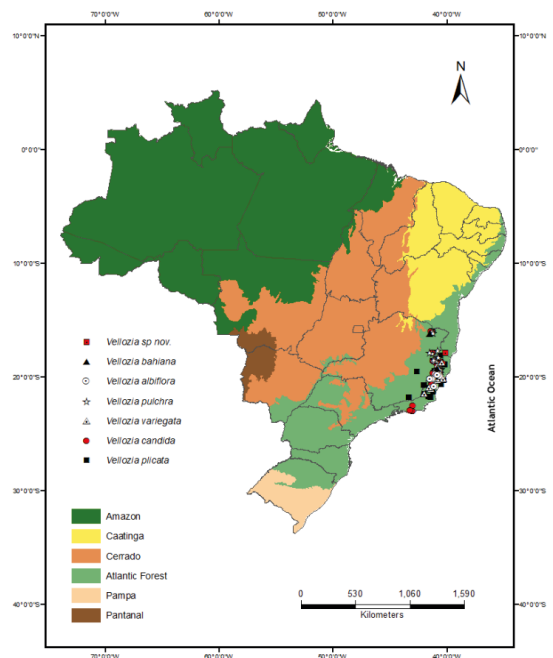 70°0'0"W 60°0'0"W 50°0'0"W 40°0'0"W
10°0'0"N 10°0'0"N
N
0°0'0" 0°0'0"
10°0'0"S 10°0'0"S
Vellozia sp nov.
Vellozia bahiana
Vellozia albiflora
Vellozia pulchra
Vellozia variegata
Vellozia candida
Vellozia plicata
20°0'0"S 20°0'0"S
Atlantic Ocean
30°0'0"S 30°0'0"S
Amazon
Caatinga
Cerrado
Atlantic Forest
Pampa
Pantanal
0 530 1,060 1,590
Kilometers
40°0'0"S 40°0'0"S
70°0'0"W 60°0'0"W 50°0'0"W 40°0'0"W